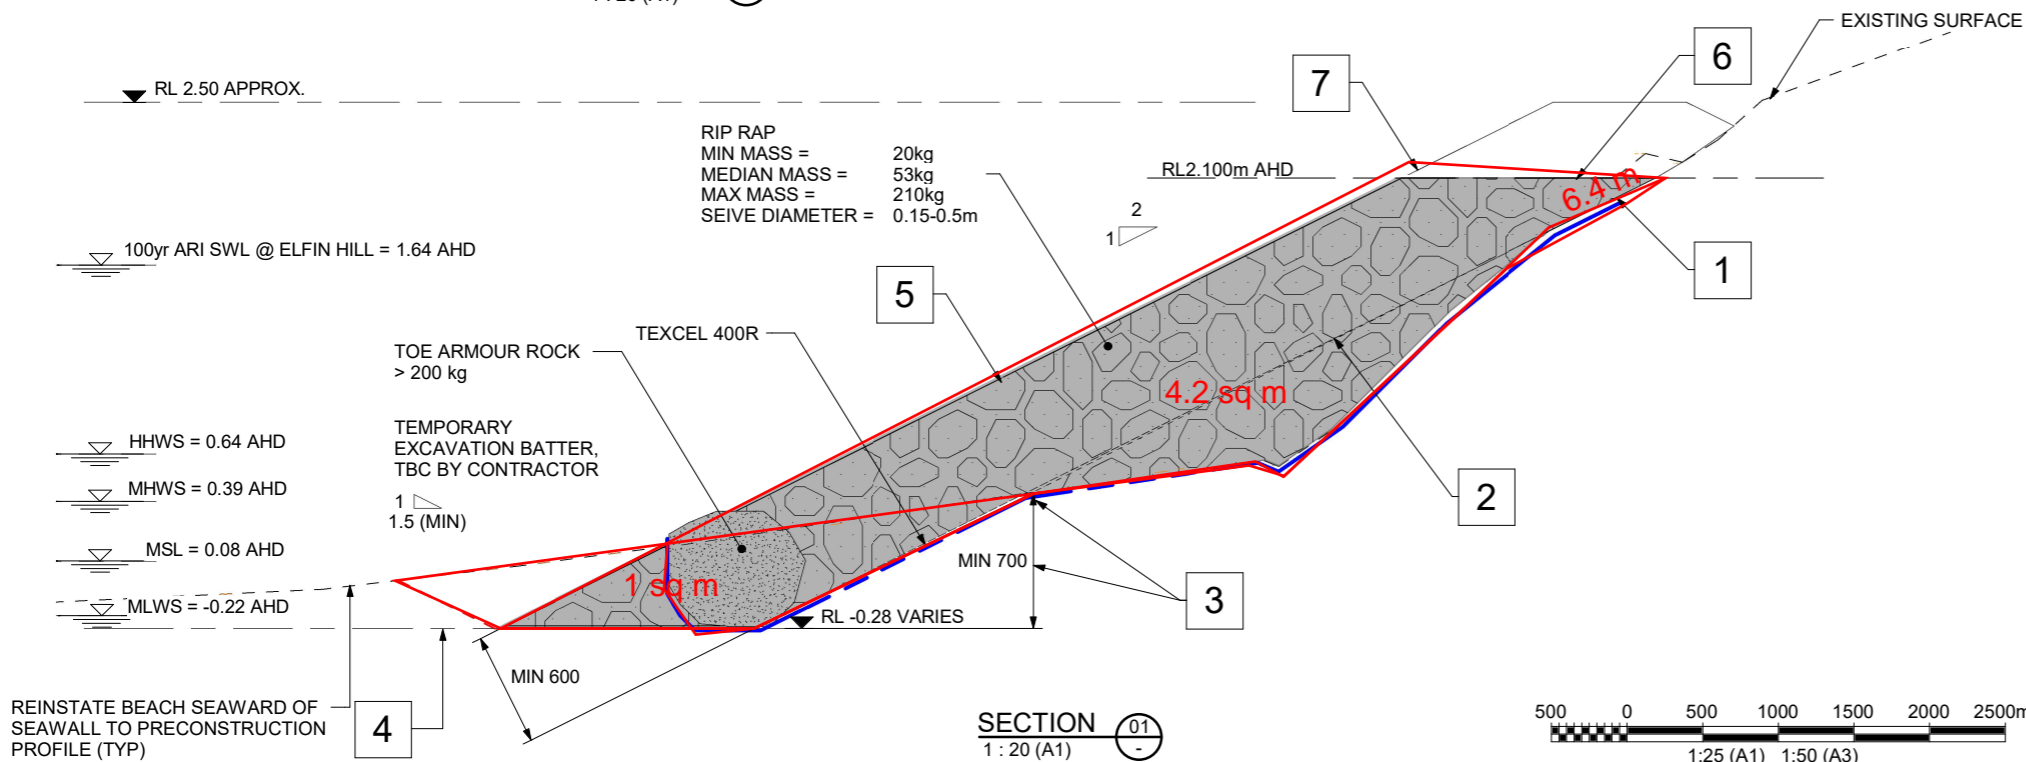 EXISTING SURFACE
6
7
RL 2.50 APPROX.
RIP RAP
MIN MASS = 20kg
MEDIAN MASS = 53kg
MAX MASS = 210kg
SEIVE DIAMETER = 0.15-0.5m
RL2.100m AHD
6.4 m
2
1
100yr ARI SWL @ ELFIN HILL = 1.64 AHD
1
5
TEXCEL 400R
TOE ARMOUR ROCK
> 200 kg
4.2 sq m
TEMPORARY
EXCAVATION BATTER,
TBC BY CONTRACTOR
1
1.5 (MIN)
HHWS = 0.64 AHD
MHWS = 0.39 AHD
MSL = 0.08 AHD
MLWS = -0.22 AHD
2
MIN 700
1 sq m
3
RL -0.28 VARIES
MIN 600
REINSTATE BEACH SEAWARD OF
SEAWALL TO PRECONSTRUCTION
PROFILE (TYP)
4
SECTION 01
1 : 20 (A1) -
500 0 500 1000 1500 2000 2500m
1:25 (A1) 1:50 (A3)